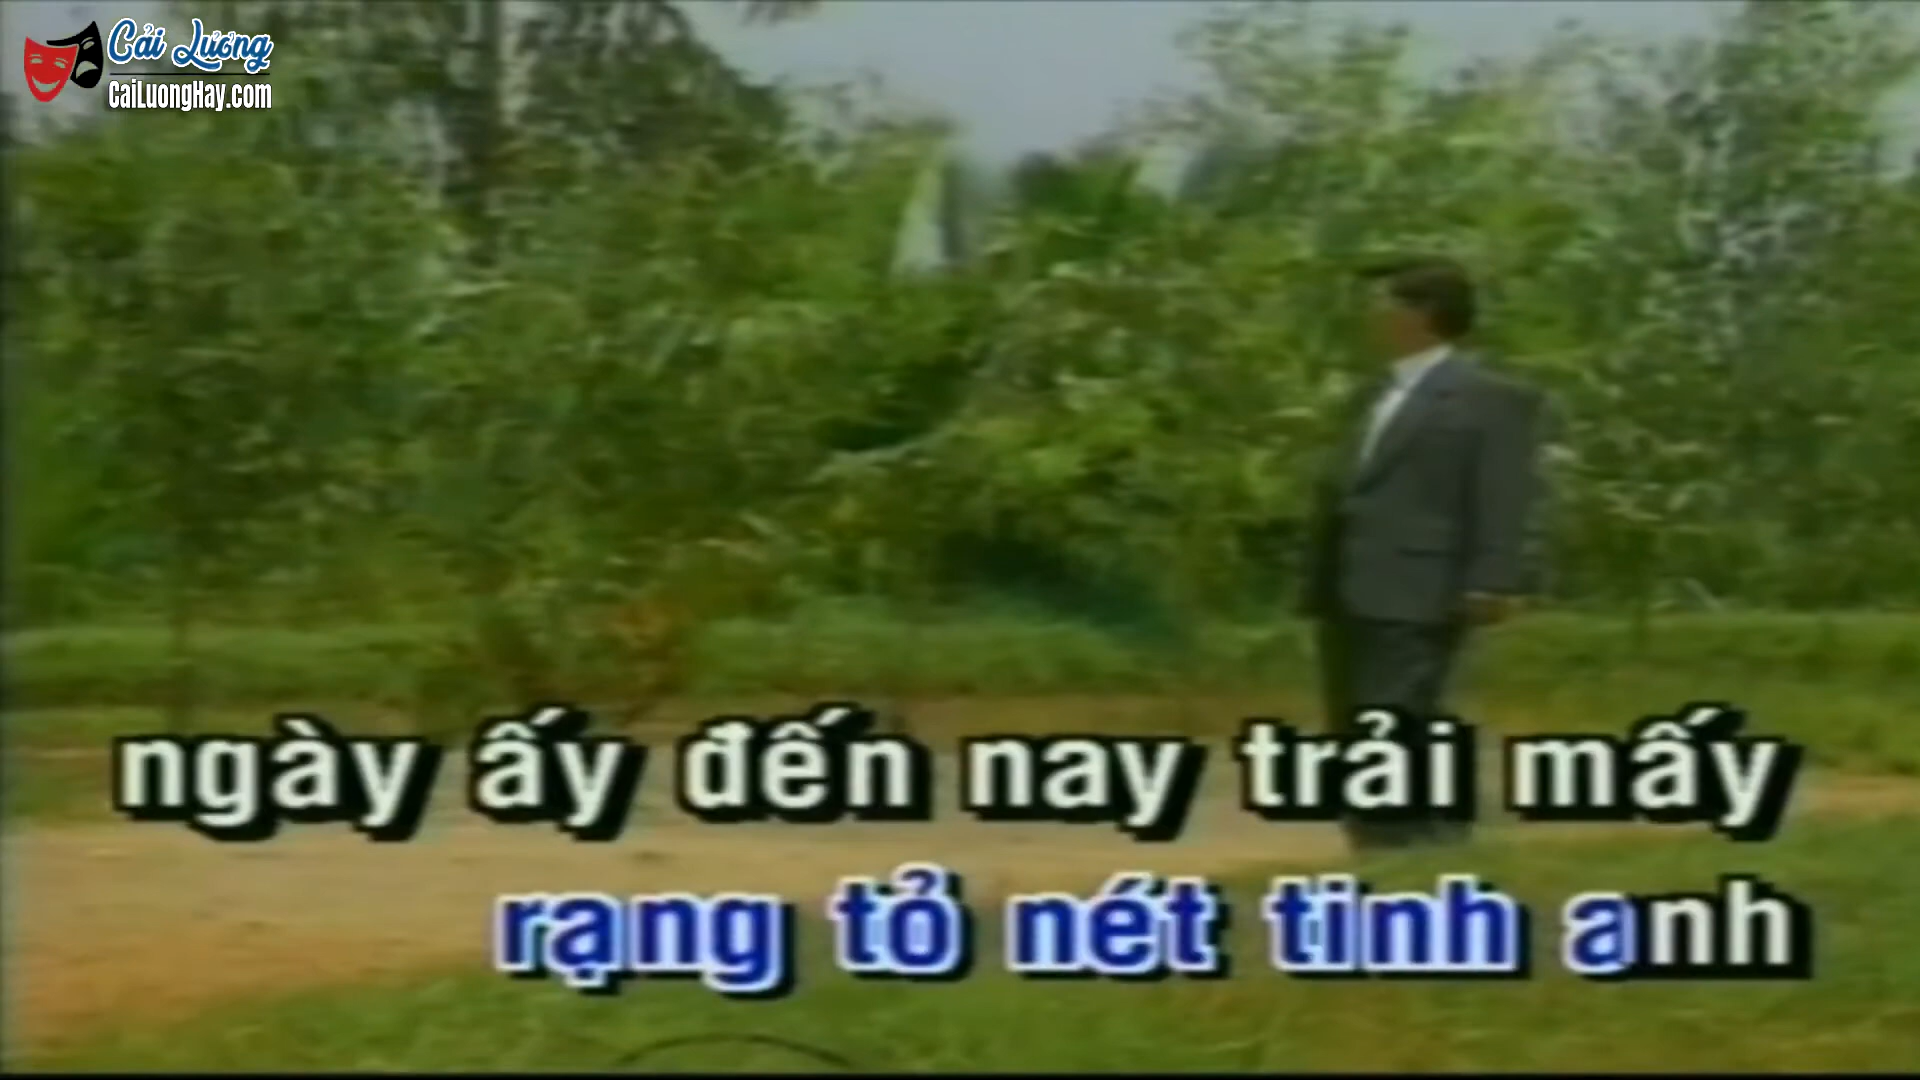 Cải Lương
CaiLuongHay.com
ngày ấy đến nay trải mấy
rạng tỏ nét tinh anh